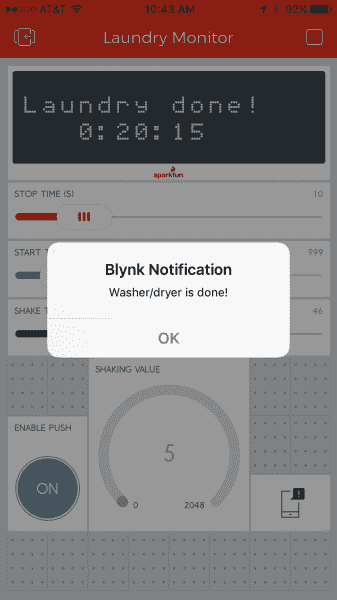 AT&T 10:43 AM 92%
Laundry Monitor
Laundry done!
0:20:15
sparkfun
STOP TIME (S) 10
START T 999
SHAKE T 46
Blynk Notification
Washer/dryer is done!
OK
SHAKING VALUE
ENABLE PUSH
5
ON
0 2048